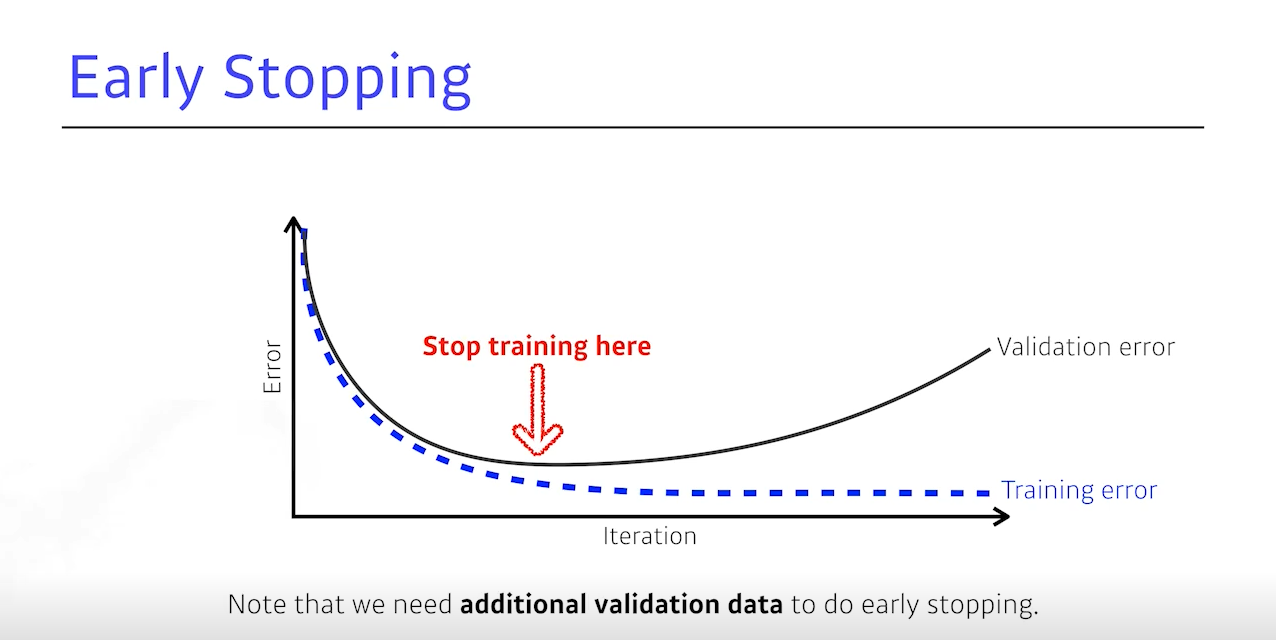 Early Stopping
Error
Stop training here
Validation error
Training error
Iteration
Note that we need additional validation data to do early stopping.